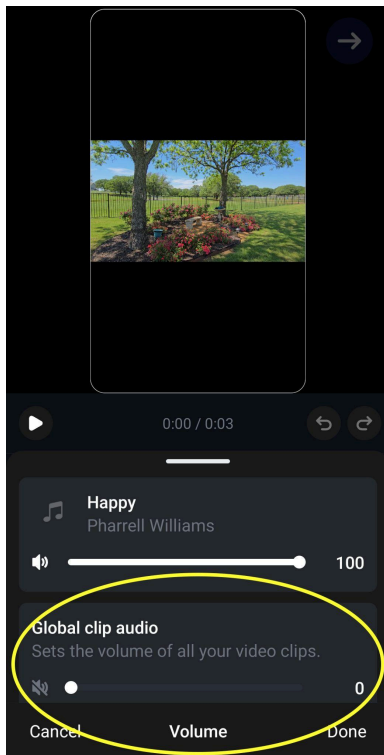 0:00 / 0:03
Happy
Pharrell Williams
100
Global clip audio
Sets the volume of all your video clips.
0
Cancel Volume Done